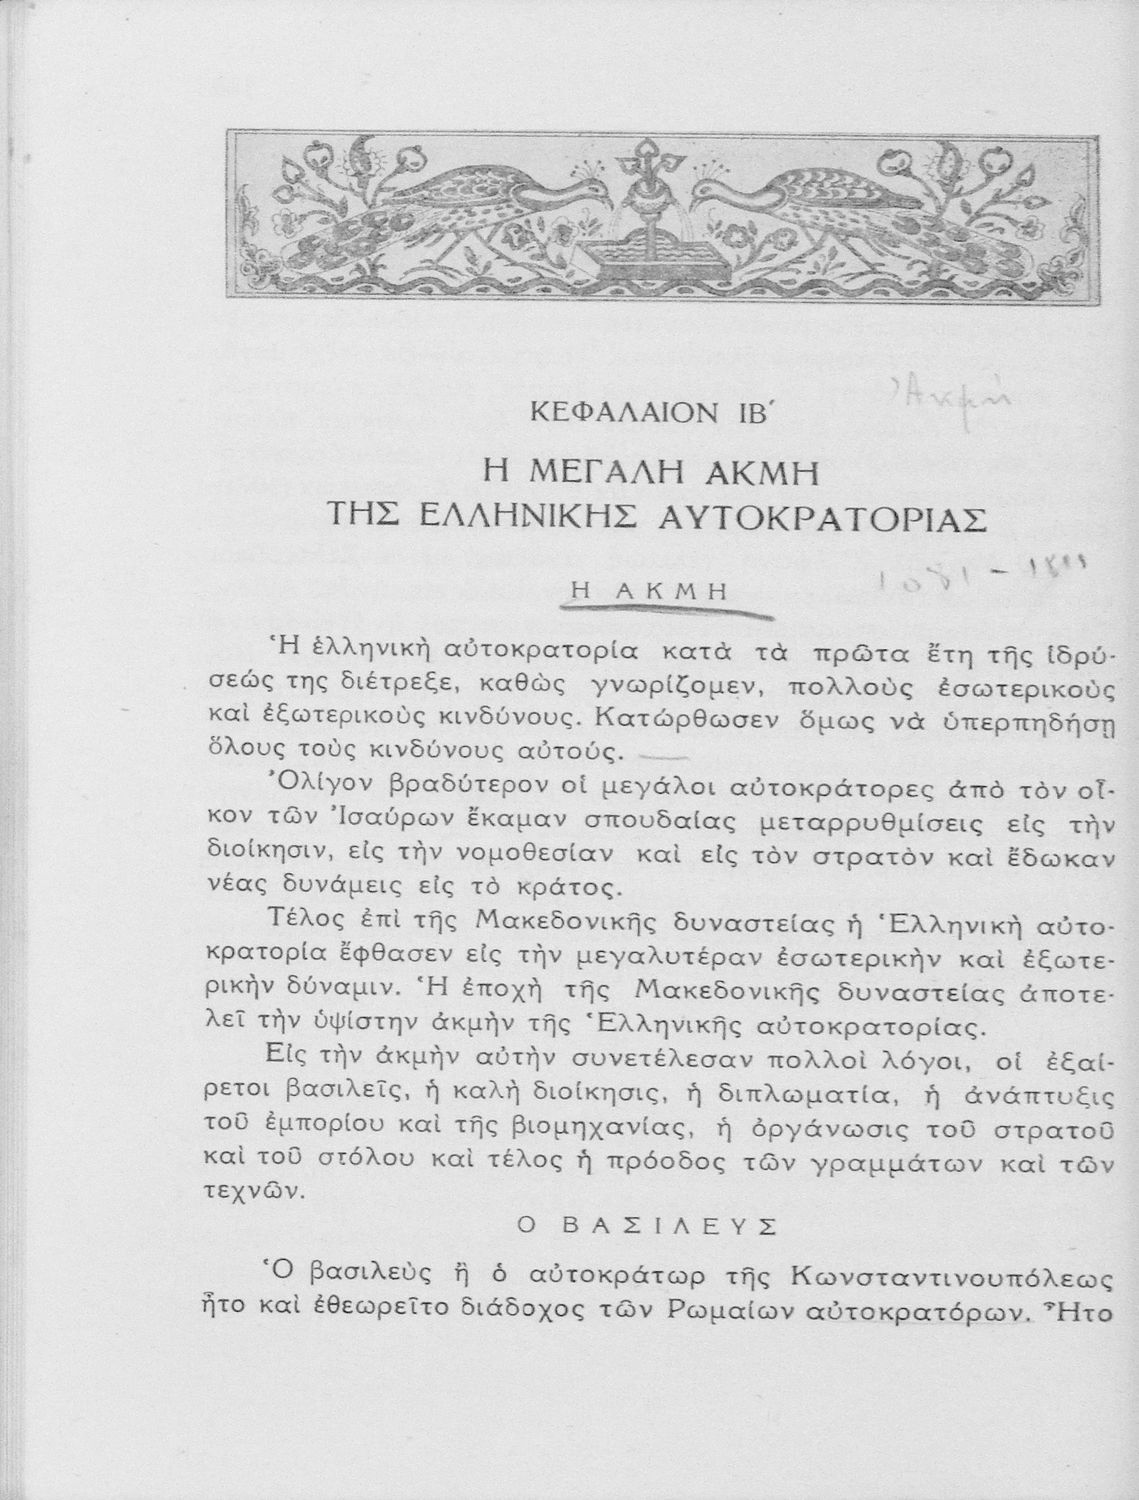 Ἀκμή
ΚΕΦΑΛΑΙΟΝ ΙΒ΄
Η ΜΕΓΑΛΗ ΑΚΜΗ
ΤΗΣ ΕΛΛΗΝΙΚΗΣ ΑΥΤΟΚΡΑΤΟΡΙΑΣ
1081 -
Η ΑΚΜΗ
Ἡ ἑλληνικὴ αὐτοκρατορία κατὰ τὰ πρῶτα ἔτη τῆς ἱδρύ-
σεώς της διέτρεξε, καθὼς γνωρίζομεν, πολλοὺς ἐσωτερικοὺς
καὶ ἐξωτερικοὺς κινδύνους. Κατώρθωσεν ὅμως νὰ ὑπερπηδήσῃ
ὅλους τοὺς κινδύνους αὐτούς.
Ὀλίγον βραδύτερον οἱ μεγάλοι αὐτοκράτορες ἀπὸ τὸν οἶ-
κον τῶν Ἰσαύρων ἔκαμαν σπουδαίας μεταρρυθμίσεις εἰς τὴν
διοίκησιν, εἰς τὴν νομοθεσίαν καὶ εἰς τὸν στρατὸν καὶ ἔδωκαν
νέας δυνάμεις εἰς τὸ κράτος.
Τέλος ἐπὶ τῆς Μακεδονικῆς δυναστείας ἡ Ἑλληνικὴ αὐτο-
κρατορία ἔφθασεν εἰς τὴν μεγαλυτέραν ἐσωτερικὴν καὶ ἐξωτε-
ρικὴν δύναμιν. Ἡ ἐποχὴ τῆς Μακεδονικῆς δυναστείας ἀποτε-
λεῖ τὴν ὑψίστην ἀκμὴν τῆς Ἑλληνικῆς αὐτοκρατορίας.
Εἰς τὴν ἀκμὴν αὐτὴν συνετέλεσαν πολλοὶ λόγοι, οἱ ἐξαί-
ρετοι βασιλεῖς, ἡ καλὴ διοίκησις, ἡ διπλωματία, ἡ ἀνάπτυξις
τοῦ ἐμπορίου καὶ τῆς βιομηχανίας, ἡ ὀργάνωσις τοῦ στρατοῦ
καὶ τοῦ στόλου καὶ τέλος ἡ πρόοδος τῶν γραμμάτων καὶ τῶν
τεχνῶν.
Ο ΒΑΣΙΛΕΥΣ
Ὁ βασιλεὺς ἢ ὁ αὐτοκράτωρ τῆς Κωνσταντινουπόλεως
ἦτο καὶ ἐθεωρεῖτο διάδοχος τῶν Ρωμαίων αὐτοκρατόρων. Ἦτο